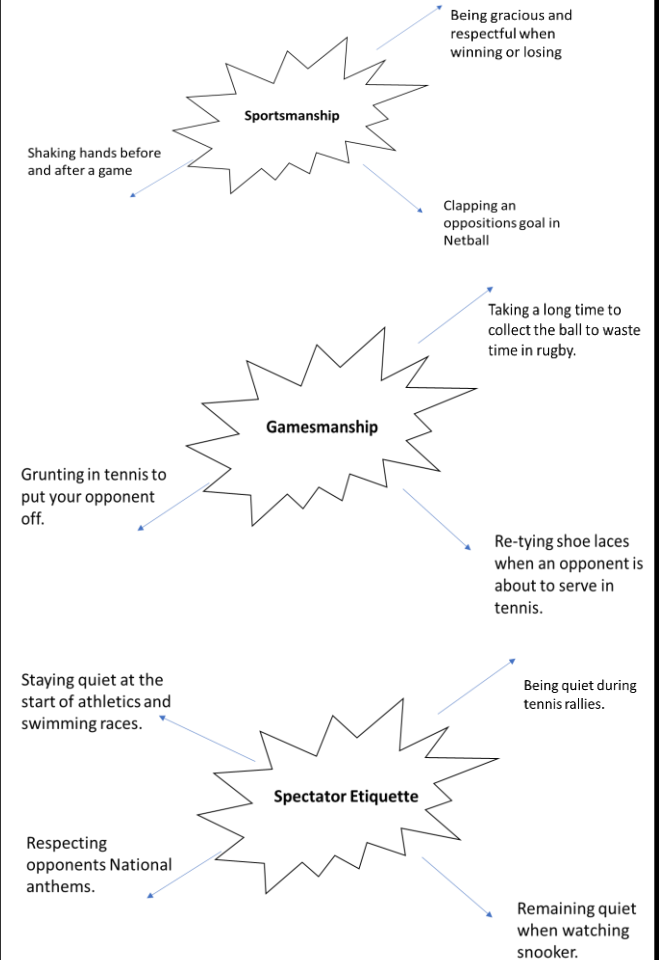 Being gracious and
respectful when
winning or losing
Sportsmanship
Shaking hands before
and after a game
Clapping an
oppositions goal in
Netball
Taking a long time to
collect the ball to waste
time in rugby.
Gamesmanship
Grunting in tennis to
put your opponent
off.
Re-tying shoe laces
when an opponent is
about to serve in
tennis.
Staying quiet at the
start of athletics and
swimming races.
Being quiet during
tennis rallies.
Spectator Etiquette
Respecting
opponents National
anthems.
Remaining quiet
when watching
snooker.